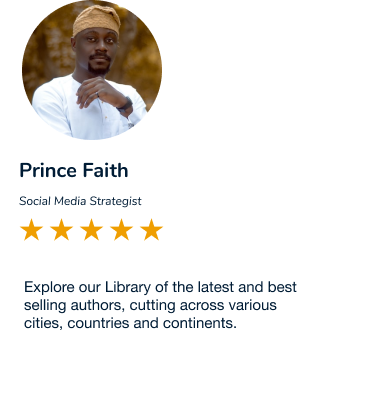 Prince Faith
Social Media Strategist
Explore our Library of the latest and best
selling authors, cutting across various
cities, countries and continents.